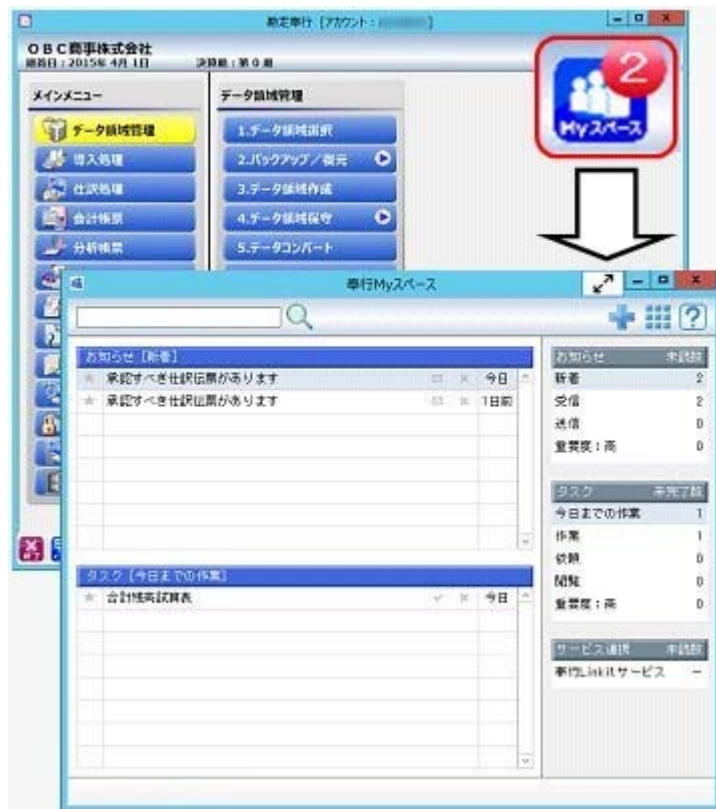 勘定奉行 [アカウント: ]
OBC商事株式会社
開始日:2015年 4月 1日 決算期:第 0 期
2
Myスペース
メインメニュー
データ領域管理
データ領域管理
導入処理
仕訳処理
会計帳票
分析帳票
1.データ領域選択
2.バックアップ/復元
3.データ領域作成
4.データ領域保守
5.データコンバート
終了
奉行Myスペース
お知らせ [新着]
承認すべき仕訳伝票があります 今日
承認すべき仕訳伝票があります 1日前
タスク [今日までの作業]
合計残高試算表 今日
お知らせ 未読数
新着 2
受信 2
送信 0
重要度:高 0
タスク 未完了数
今日までの作業 1
作業 1
依頼 0
閲覧 0
重要度:高 0
サービス連携 未読数
奉行LinkitサービスE －